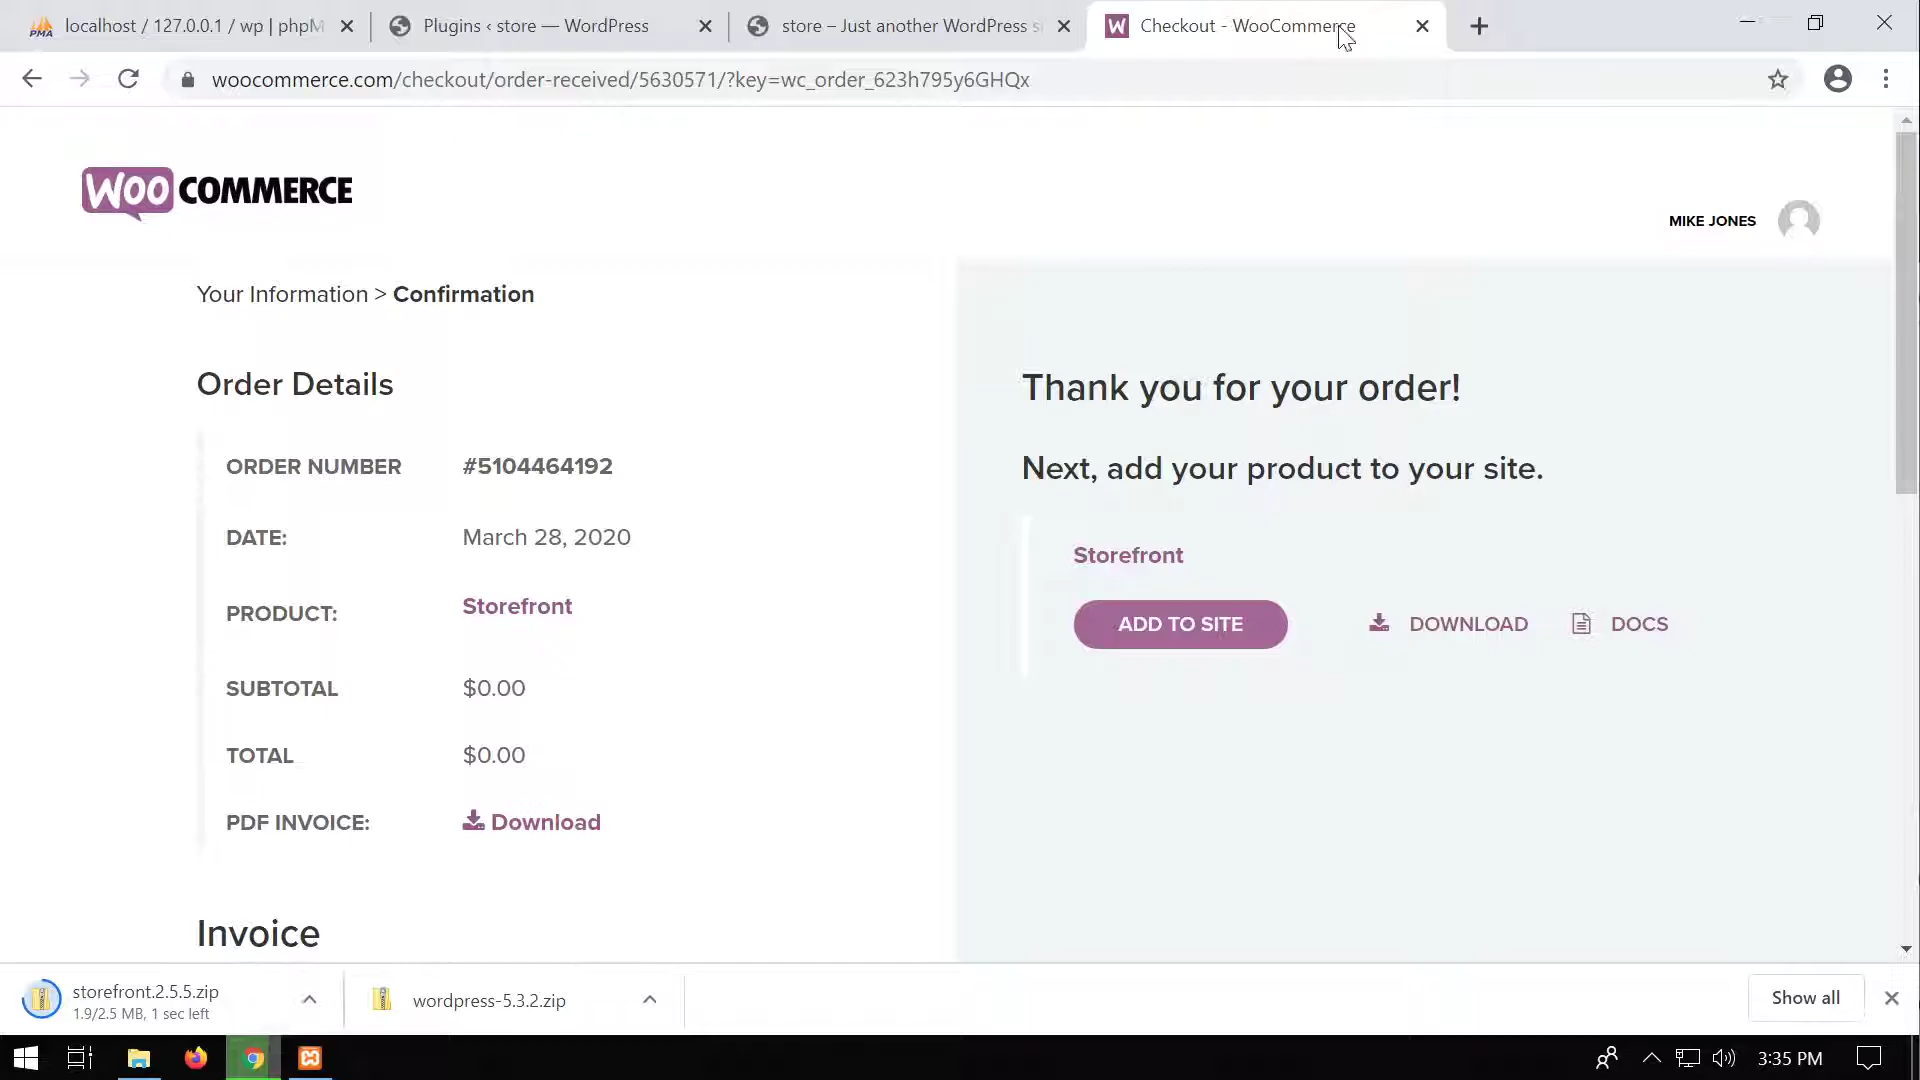 localhost / 127.0.0.1 / wp | phpM
Plugins ‹ store — WordPress
store – Just another WordPress s
Checkout - WooCommerce
woocommerce.com/checkout/order-received/5630571/?key=wc_order_623h795y6GHQx
WOO COMMERCE
MIKE JONES
Your Information > Confirmation
Order Details
ORDER NUMBER #5104464192
DATE: March 28, 2020
PRODUCT: Storefront
SUBTOTAL $0.00
TOTAL $0.00
PDF INVOICE: Download
Invoice
Thank you for your order!
Next, add your product to your site.
Storefront
ADD TO SITE DOWNLOAD DOCS
storefront.2.5.5.zip
1.9/2.5 MB, 1 sec left
wordpress-5.3.2.zip
Show all
3:35 PM